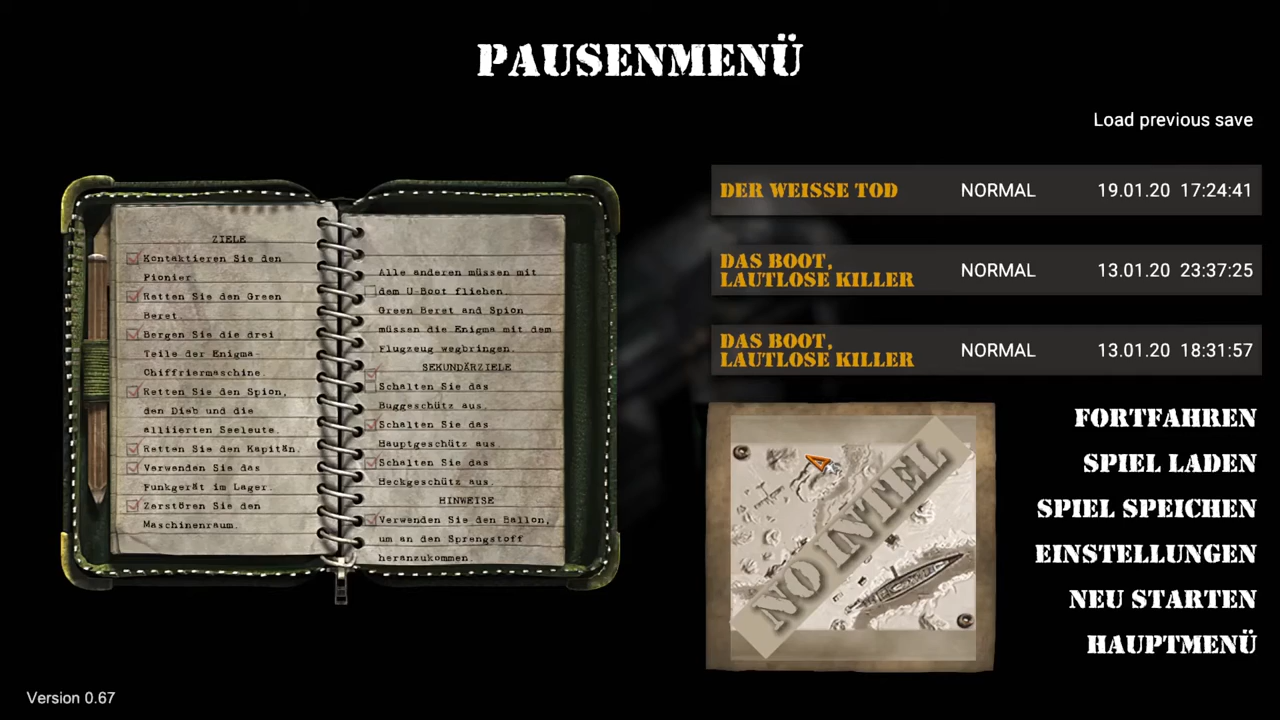 PAUSENMENÜ
Load previous save
ZIELE
Kontaktieren Sie den
Pionier.
Retten Sie den Green
Beret.
Bergen Sie die drei
Teile der Enigma-
Chiffriermaschine.
Retten Sie den Spion,
den Dieb und die
alliierten Seeleute.
Retten Sie den Kapitän.
Verwenden Sie das
Funkgerät im Lager.
Zerstören Sie den
Maschinenraum.
Alle anderen müssen mit
dem U-Boot fliehen.
Green Beret and Spion
müssen die Enigma mit dem
Flugzeug wegbringen.
SEKUNDÄRZIELE
Schalten Sie das
Buggeschütz aus.
Schalten Sie das
Hauptgeschütz aus.
Schalten Sie das
Heckgeschütz aus.
HINWEISE
Verwenden Sie den Ballon,
um an den Sprengstoff
heranzukommen.
DER WEISSE TOD NORMAL 19.01.20 17:24:41
DAS BOOT,
LAUTLOSE KILLER NORMAL 13.01.20 23:37:25
DAS BOOT,
LAUTLOSE KILLER NORMAL 13.01.20 18:31:57
NO INTEL
FORTFAHREN
SPIEL LADEN
SPIEL SPEICHERN
EINSTELLUNGEN
NEU STARTEN
HAUPTMENÜ
Version 0.67